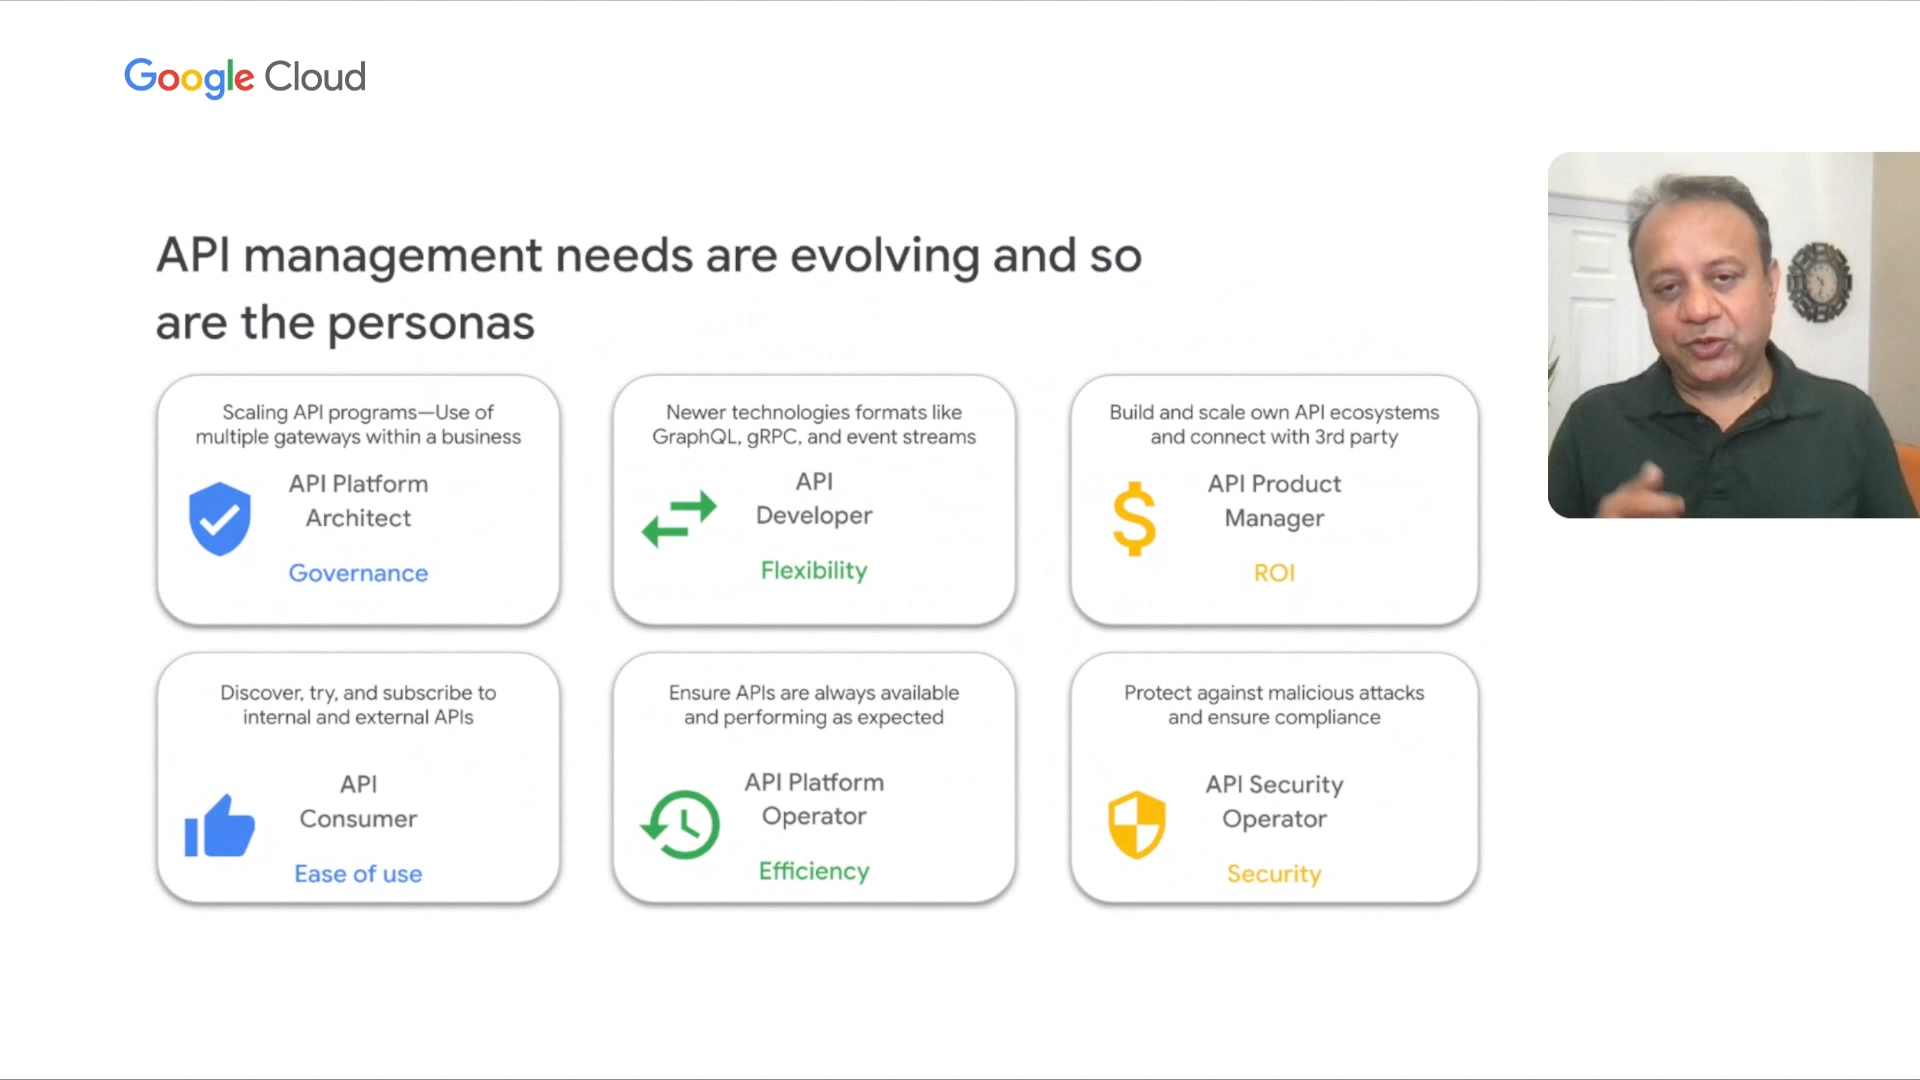 Google Cloud
API management needs are evolving and so
are the personas
Scaling API programs—Use of
multiple gateways within a business
API Platform
Architect
Governance
Newer technologies formats like
GraphQL, gRPC, and event streams
API
Developer
Flexibility
Build and scale own API ecosystems
and connect with 3rd party
API Product
Manager
ROI
Discover, try, and subscribe to
internal and external APIs
API
Consumer
Ease of use
Ensure APIs are always available
and performing as expected
API Platform
Operator
Efficiency
Protect against malicious attacks
and ensure compliance
API Security
Operator
Security